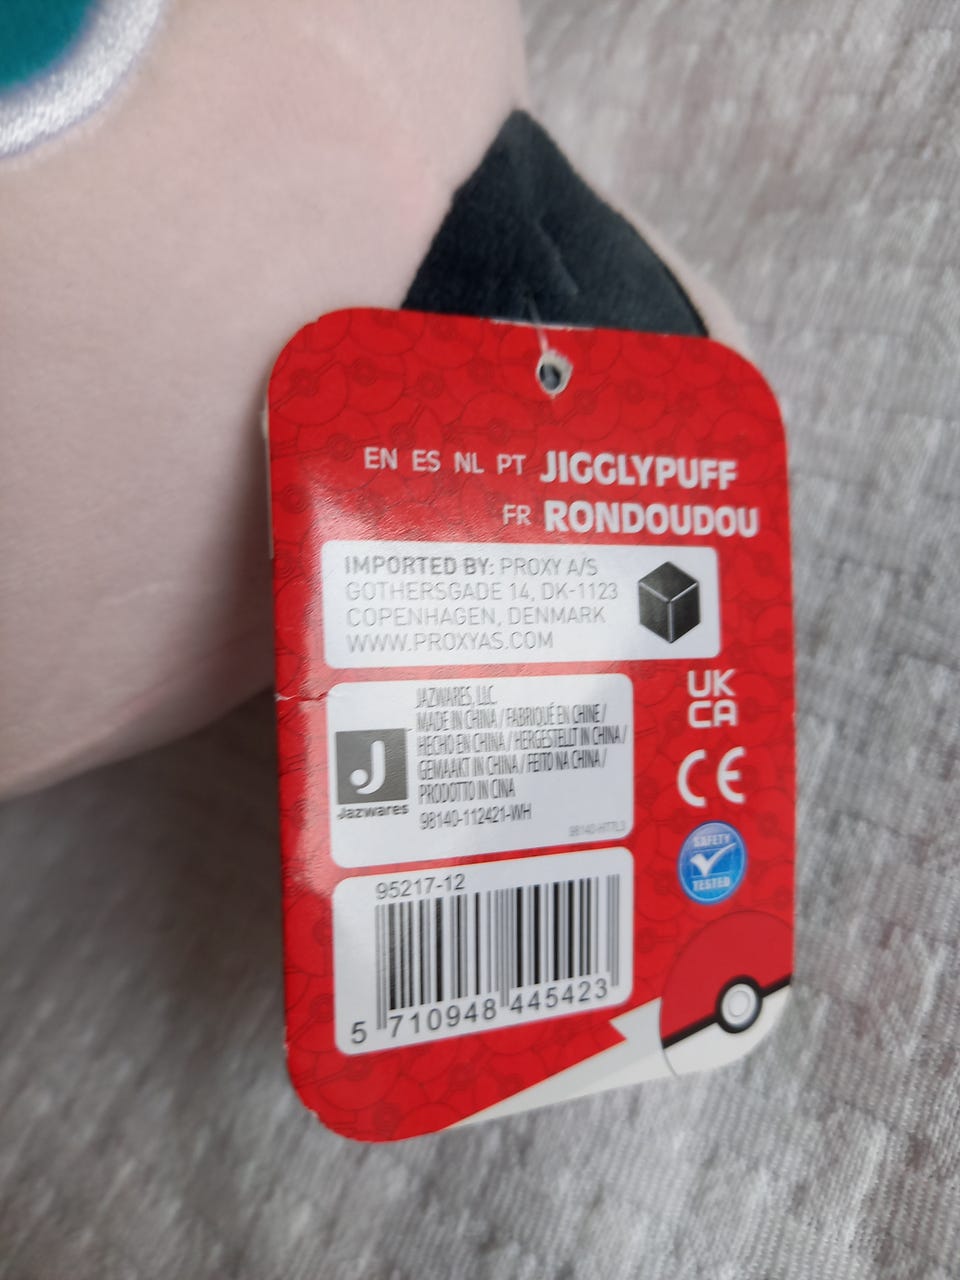 EN ES NL PT JIGGLYPUFF
FR RONDOUDOU
IMPORTED BY: PROXY A/S
GOTHERSGADE 14, DK-1123
COPENHAGEN, DENMARK
WWW.PROXYAS.COM
UK
CA
CE
JAZWARES, LLC.
MADE IN CHINA / FABRIQUÉ EN CHINE /
HECHO EN CHINA / HERGESTELLT IN CHINA /
GEMAAKT IN CHINA / FEITO NA CHINA /
PRODOTTO IN CINA
98140-112421-WH
J
Jazwares
SAFETY
TESTED
95217-12
5 710948 445423